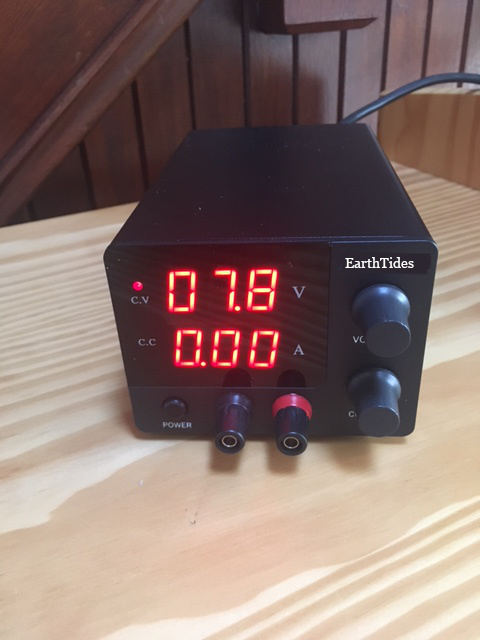 EarthTides
07.8 V
C.V
0.00 A
C.C
POWER